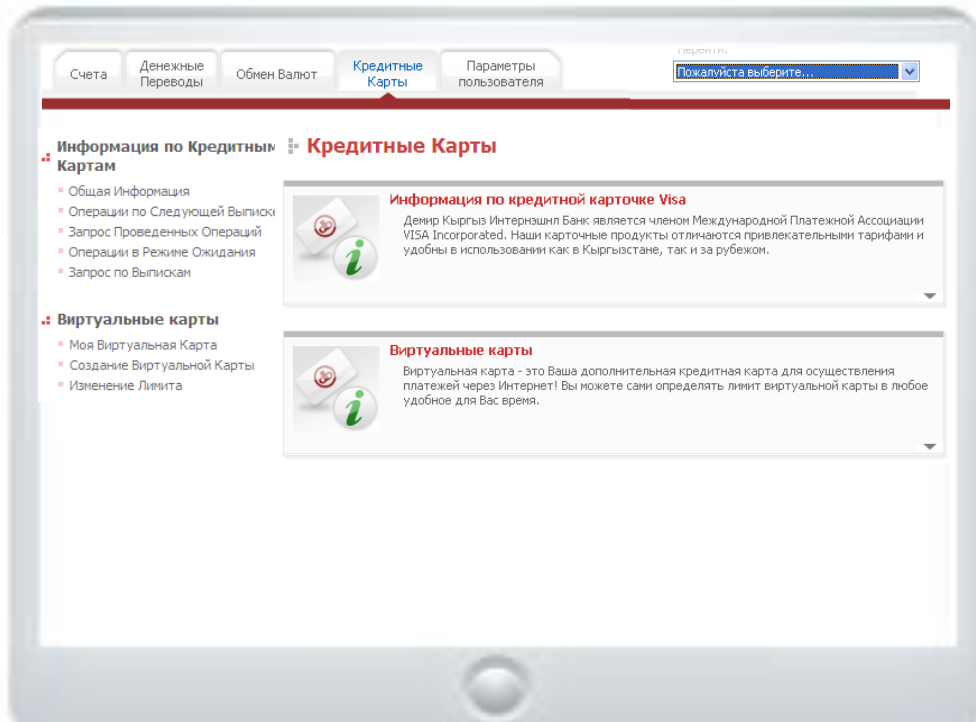 Счета
Денежные
Переводы
Обмен Валют
Кредитные
Карты
Параметры
пользователя
Перейти:
Пожалуйста выберите...
Информация по Кредитным
Картам
Общая Информация
Операции по Следующей Выписке
Запрос Проведенных Операций
Операции в Режиме Ожидания
Запрос по Выпискам
Виртуальные карты
Моя Виртуальная Карта
Создание Виртуальной Карты
Изменение Лимита
Кредитные Карты
Информация по кредитной карточке Visa
Демир Кыргыз Интернэшнл Банк является членом Международной Платежной Ассоциации
VISA Incorporated. Наши карточные продукты отличаются привлекательными тарифами и
удобны в использовании как в Кыргызстане, так и за рубежом.
Виртуальные карты
Виртуальная карта - это Ваша дополнительная кредитная карта для осуществления
платежей через Интернет! Вы можете сами определять лимит виртуальной карты в любое
удобное для Вас время.